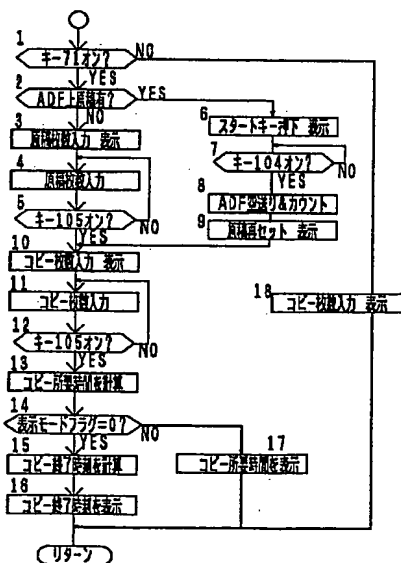 1
キー71オン?
NO
YES
2
ADF上原稿有?
YES
NO
3
原稿枚数入力 表示
4
原稿枚数入力
5
キー105オン?
NO
YES
6
スタートキー押下 表示
7
キー104オン?
NO
YES
8
ADF空送り&カウント
9
原稿再セット 表示
10
コピー枚数入力 表示
11
コピー枚数入力
12
キー105オン?
NO
YES
13
コピー所要時間を計算
14
表示モードフラグ=0?
NO
YES
15
コピー終了時刻を計算
16
コピー終了時刻を表示
17
コピー所要時間を表示
18
コピー枚数入力 表示
リターン